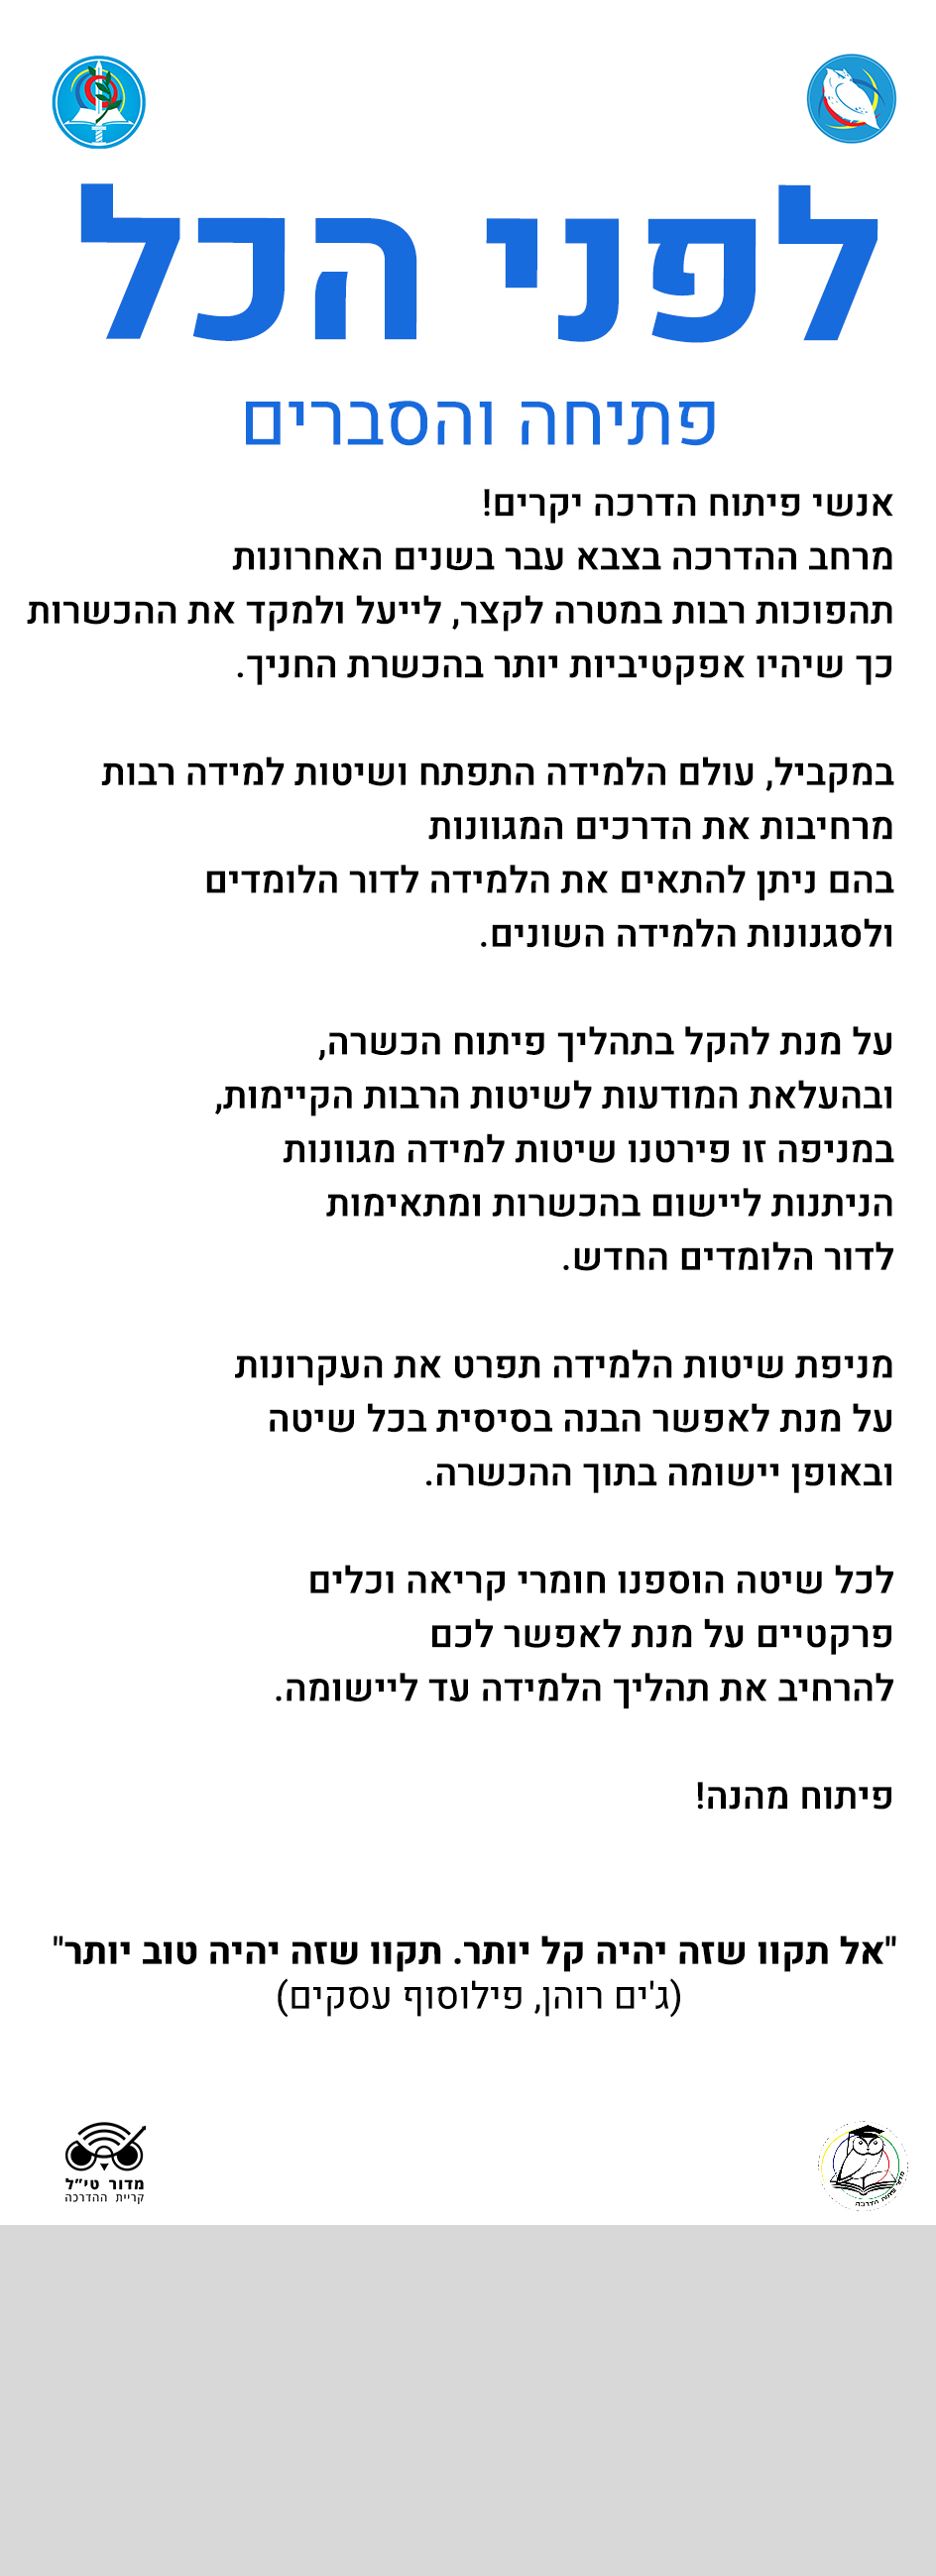 לפני הכל
פתיחה והסברים
אנשי פיתוח הדרכה יקרים!
מרחב ההדרכה בצבא עבר בשנים האחרונות
תהפוכות רבות במטרה לקצר, לייעל ולמקד את ההכשרות
כך שיהיו אפקטיביות יותר בהכשרת החניך.
במקביל, עולם הלמידה התפתח ושיטות למידה רבות
מרחיבות את הדרכים המגוונות
בהם ניתן להתאים את הלמידה לדור הלומדים
ולסגנונות הלמידה השונים.
על מנת להקל בתהליך פיתוח הכשרה,
ובהעלאת המודעות לשיטות הרבות הקיימות,
במניפה זו פירטנו שיטות למידה מגוונות
הניתנות ליישום בהכשרות ומתאימות
לדור הלומדים החדש.
מניפת שיטות הלמידה תפרט את העקרונות
על מנת לאפשר הבנה בסיסית בכל שיטה
ובאופן יישומה בתוך ההכשרה.
לכל שיטה הוספנו חומרי קריאה וכלים
פרקטיים על מנת לאפשר לכם
להרחיב את תהליך הלמידה עד ליישומה.
פיתוח מהנה!
"אל תקוו שזה יהיה קל יותר. תקוו שזה יהיה טוב יותר"
(ג'ים רוהן, פילוסוף עסקים)
מדור טי"ל
קריית ההדרכה